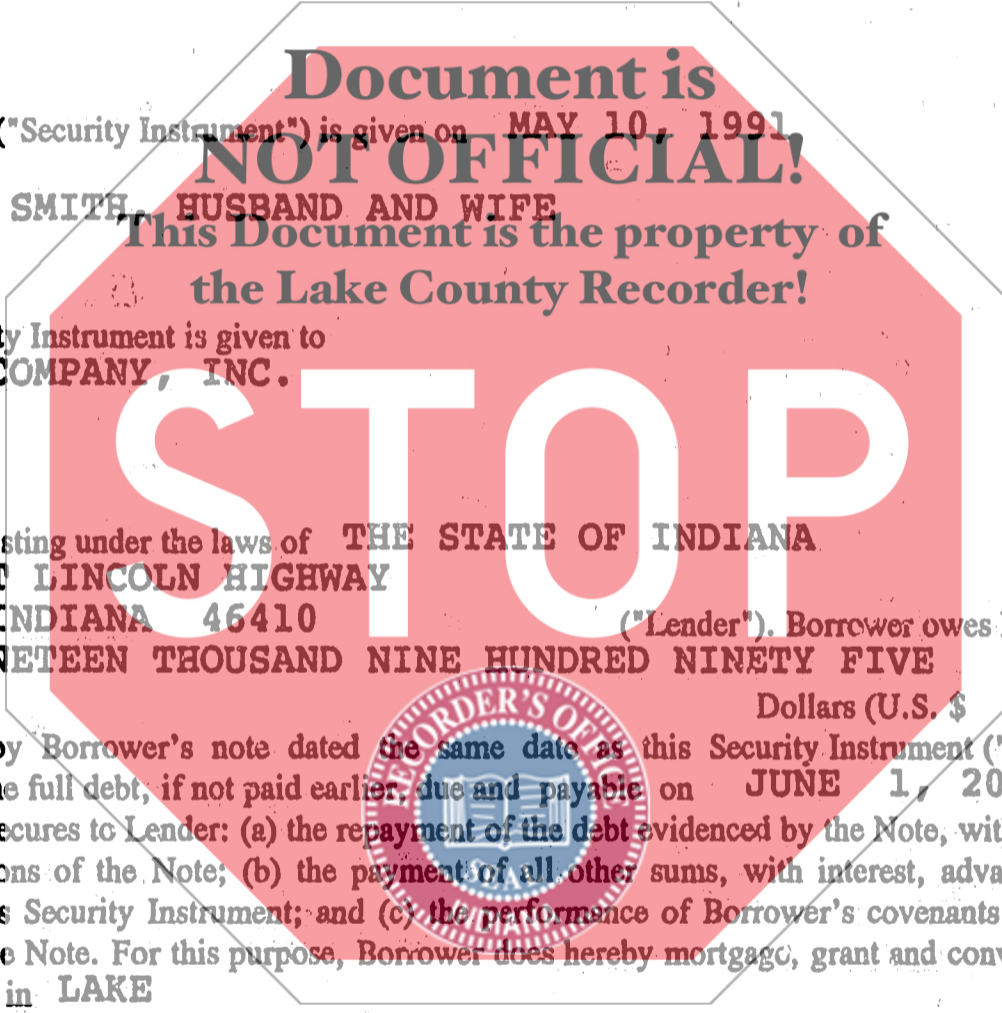 Document is
("Security Instrument") is given on MAY 10, 1991
NOT OFFICIAL!
SMITH, HUSBAND AND WIFE
This Document is the property of
the Lake County Recorder!
ty Instrument is given to
COMPANY, INC.
STOP
sting under the laws of THE STATE OF INDIANA
T LINCOLN HIGHWAY
INDIANA 46410 ("Lender"). Borrower owes
NETEEN THOUSAND NINE HUNDRED NINETY FIVE
RECORDER'S OFFICE
Dollars (U.S. $
by Borrower's note dated the same date as this Security Instrument ("
e full debt, if not paid earlier, due and payable on JUNE 1, 20
ecures to Lender: (a) the repayment of the debt evidenced by the Note, wit
ons of the Note; (b) the payment of all other sums, with interest, adva
s Security Instrument; and (c) the performance of Borrower's covenants
INDIANA
e Note. For this purpose, Borrower does hereby mortgage, grant and conv
in LAKE